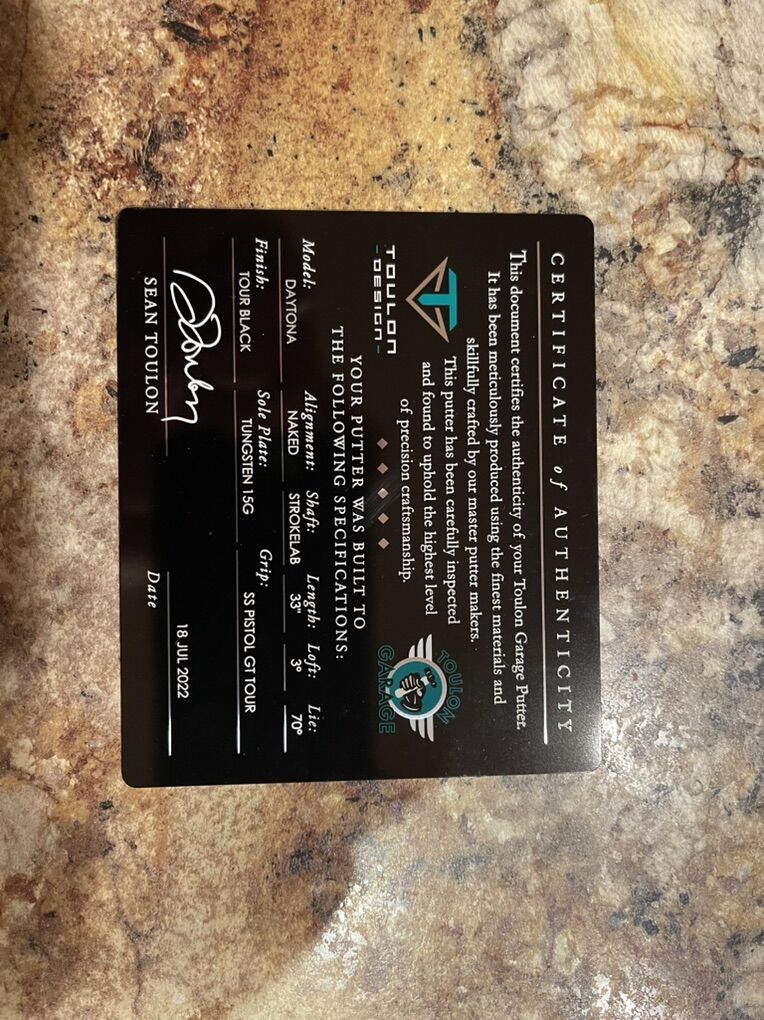 CERTIFICATE of AUTHENTICITY
This document certifies the authenticity of your Toulon Garage Putter.
It has been meticulously produced using the finest materials and
skillfully crafted by our master putter makers.
This putter has been carefully inspected
and found to uphold the highest level
of precision craftsmanship.
TOULON
DESIGN
TOULON
GARAGE
YOUR PUTTER WAS BUILT TO
THE FOLLOWING SPECIFICATIONS:
Model: Alignment: Shaft: Length: Loft: Lie:
DAYTONA NAKED STROKELAB 33" 3° 70°
Finish: Sole Plate: Grip:
TOUR BLACK TUNGSTEN 15G SS PISTOL GT TOUR
18 JUL 2022
SEAN TOULON Date